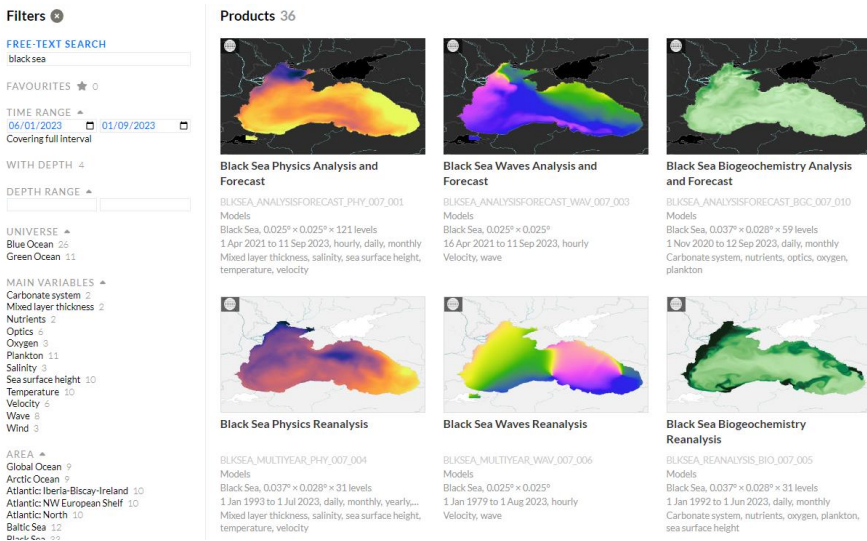 Filters
FREE-TEXT SEARCH
black sea
FAVOURITES 0
TIME RANGE
06/01/2023 01/09/2023
Covering full interval
WITH DEPTH 4
DEPTH RANGE
UNIVERSE
Blue Ocean 26
Green Ocean 11
MAIN VARIABLES
Carbonate system 2
Mixed layer thickness 2
Nutrients 2
Optics 6
Oxygen 3
Plankton 11
Salinity 3
Sea surface height 10
Temperature 10
Velocity 6
Wave 8
Wind 3
AREA
Global Ocean 9
Arctic Ocean 9
Atlantic: Iberia-Biscay-Ireland 10
Atlantic: NW European Shelf 10
Atlantic: North 10
Baltic Sea 12
Black Sea 33
Products 36
Black Sea Physics Analysis and
Forecast
BLKSEA_ANALYSISFORECAST_PHY_007_001
Models
Black Sea, 0.025° × 0.025° × 121 levels
1 Apr 2021 to 11 Sep 2023, hourly, daily, monthly
Mixed layer thickness, salinity, sea surface height,
temperature, velocity
Black Sea Waves Analysis and
Forecast
BLKSEA_ANALYSISFORECAST_WAV_007_003
Models
Black Sea, 0.025° × 0.025°
16 Apr 2021 to 11 Sep 2023, hourly
Velocity, wave
Black Sea Biogeochemistry Analysis
and Forecast
BLKSEA_ANALYSISFORECAST_BGC_007_010
Models
Black Sea, 0.037° × 0.028° × 59 levels
1 Nov 2020 to 12 Sep 2023, daily, monthly
Carbonate system, nutrients, optics, oxygen,
plankton
Black Sea Physics Reanalysis
BLKSEA_MULTIYEAR_PHY_007_004
Models
Black Sea, 0.037° × 0.028° × 31 levels
1 Jan 1993 to 1 Jul 2023, daily, monthly, yearly,...
Mixed layer thickness, salinity, sea surface height,
temperature, velocity
Black Sea Waves Reanalysis
BLKSEA_MULTIYEAR_WAV_007_006
Models
Black Sea, 0.025° × 0.025°
1 Jan 1979 to 1 Aug 2023, hourly
Velocity, wave
Black Sea Biogeochemistry
Reanalysis
BLKSEA_REANALYSIS_BIO_007_005
Models
Black Sea, 0.037° × 0.028° × 31 levels
1 Jan 1992 to 1 Jun 2023, daily, monthly
Carbonate system, nutrients, oxygen, plankton,
sea surface height